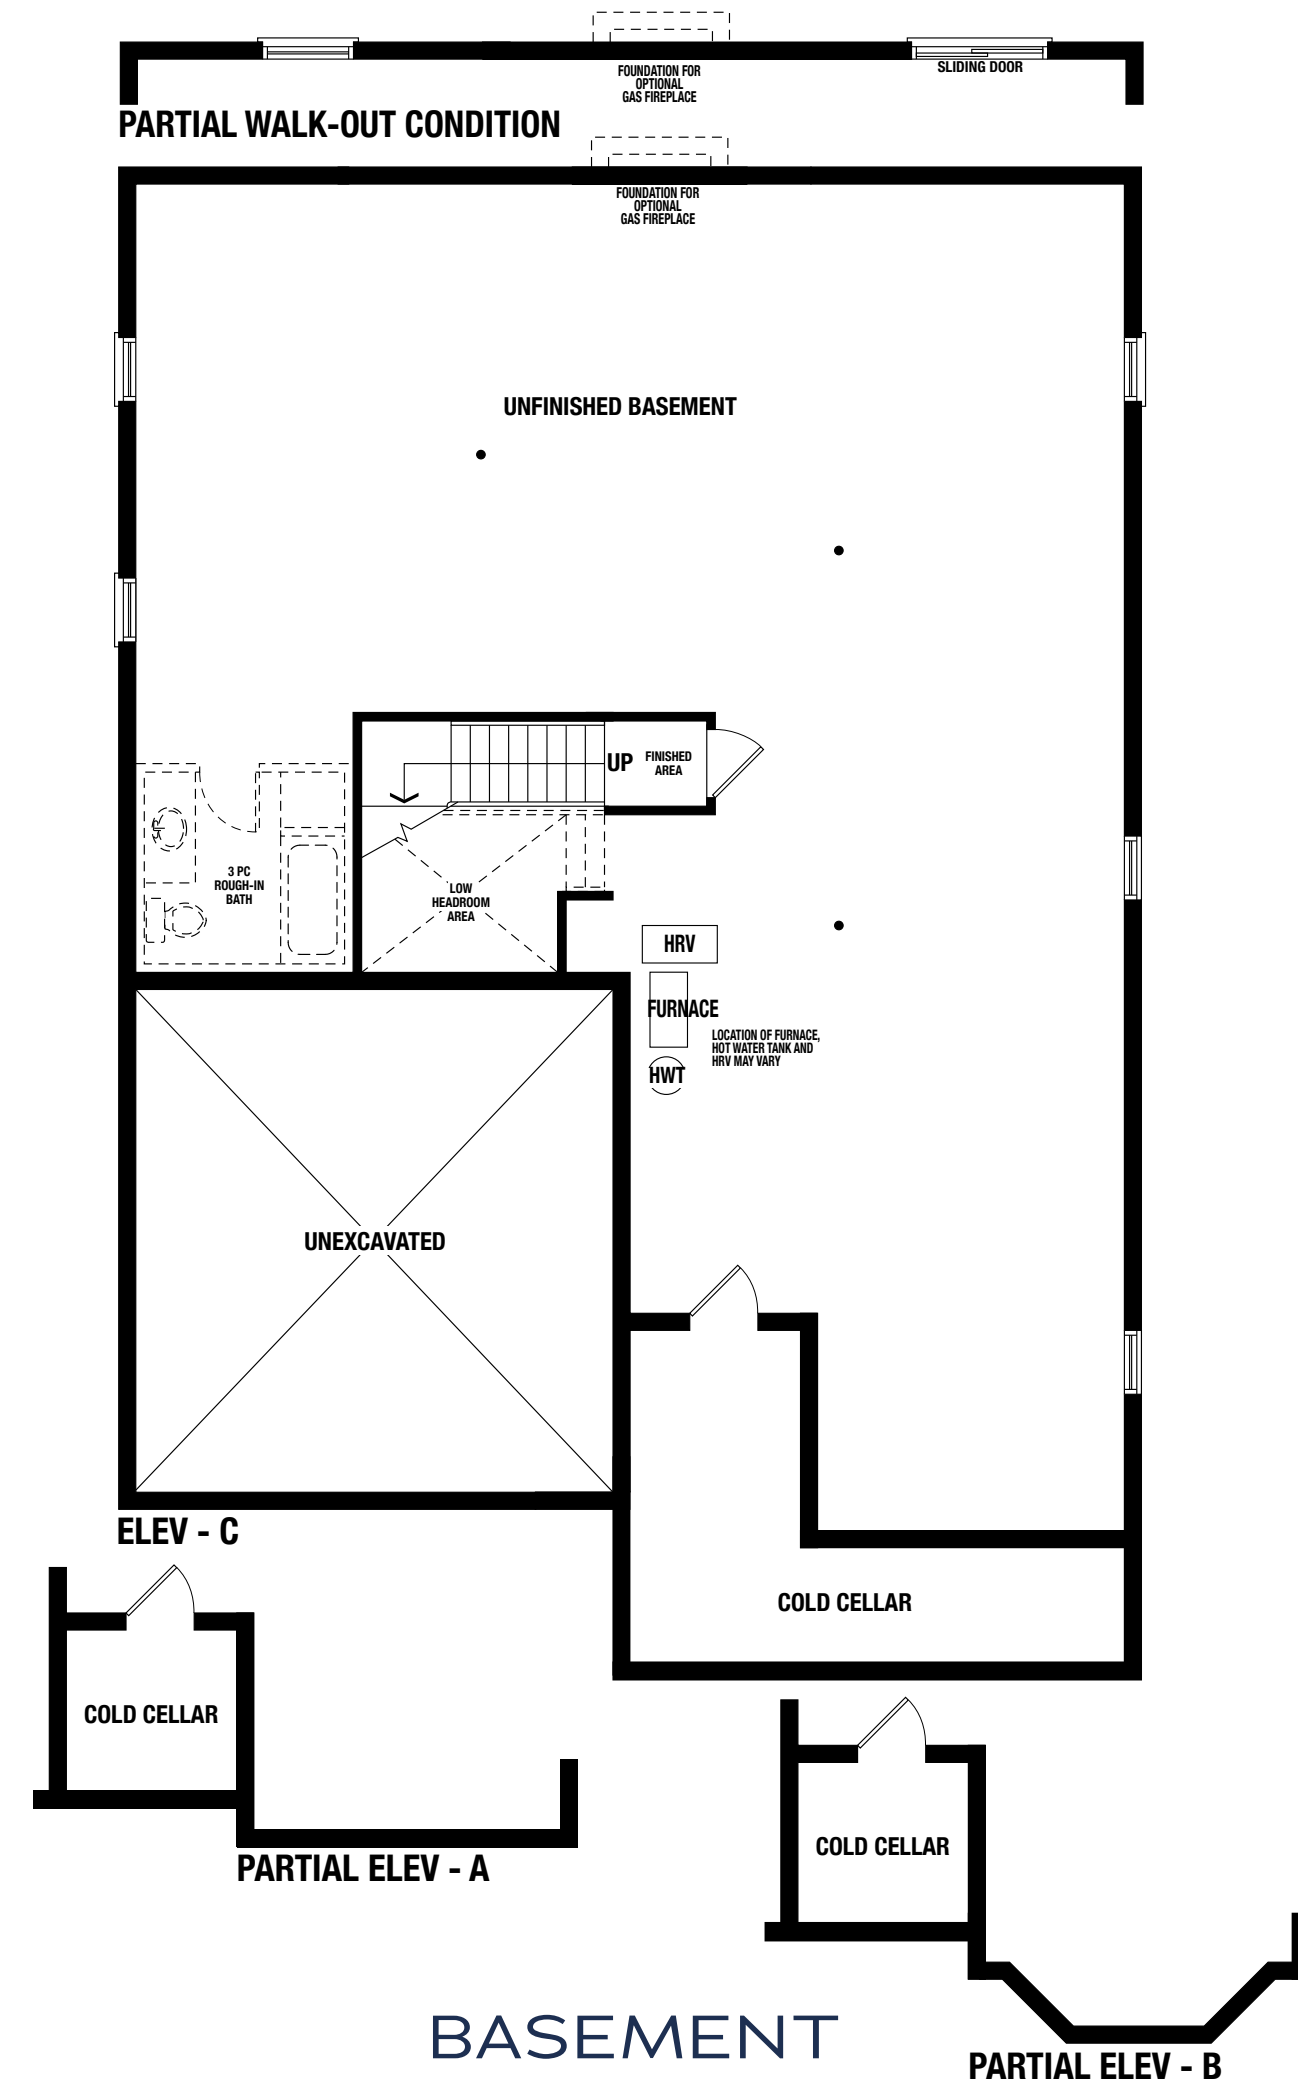 FOUNDATION FOR
OPTIONAL
GAS FIREPLACE
SLIDING DOOR
PARTIAL WALK-OUT CONDITION
FOUNDATION FOR
OPTIONAL
GAS FIREPLACE
UNFINISHED BASEMENT
UP
FINISHED
AREA
3 PC
ROUGH-IN
BATH
LOW
HEADROOM
AREA
HRV
FURNACE
LOCATION OF FURNACE,
HOT WATER TANK AND
HRV MAY VARY
HWT
UNEXCAVATED
ELEV - C
COLD CELLAR
COLD CELLAR
PARTIAL ELEV - A
COLD CELLAR
PARTIAL ELEV - B
BASEMENT